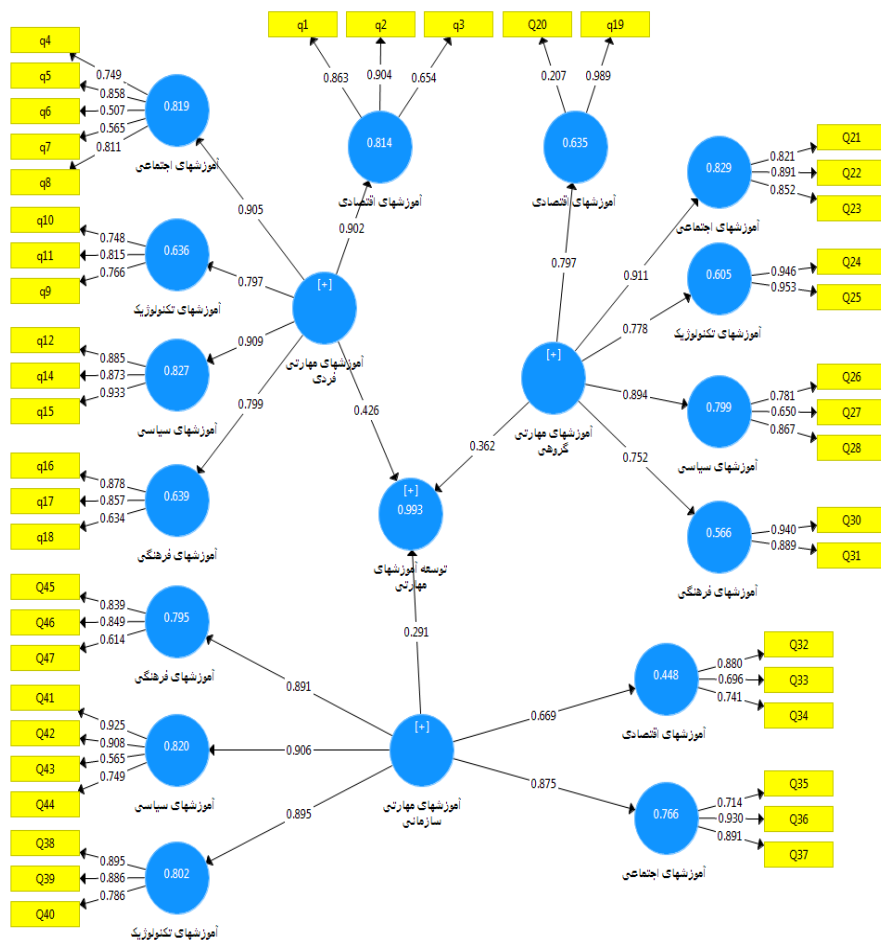 q1
q2
q3
Q20
q19
q4
q5
q6
q7
q8
0.749
0.858
0.507
0.565
0.811
0.819
آموزشهای اجتماعی
0.863
0.904
0.654
0.814
آموزشهای اقتصادی
0.207
0.989
0.635
آموزشهای اقتصادی
0.829
آموزشهای اجتماعی
0.821
0.891
0.852
Q21
Q22
Q23
q10
q11
q9
0.748
0.815
0.766
0.636
آموزشهای تکنولوژیک
0.905
0.902
0.797
0.909
0.799
0.426
[+]
آموزشهای مهارتی
فردی
0.797
0.911
0.778
0.894
0.752
0.362
[+]
آموزشهای مهارتی
گروهی
0.605
آموزشهای تکنولوژیک
0.946
0.953
Q24
Q25
q12
q14
q15
0.885
0.873
0.933
0.827
آموزشهای سیاسی
0.799
آموزشهای سیاسی
0.781
0.650
0.867
Q26
Q27
Q28
q16
q17
q18
0.878
0.857
0.634
0.639
آموزشهای فرهنگی
[+]
0.993
توسعه آموزشهای
مهارتی
0.566
آموزشهای فرهنگی
0.940
0.889
Q30
Q31
Q45
Q46
Q47
0.839
0.849
0.614
0.795
آموزشهای فرهنگی
0.291
0.891
0.906
0.895
0.669
0.875
[+]
آموزشهای مهارتی
سازمانی
0.448
آموزشهای اقتصادی
0.880
0.696
0.741
Q32
Q33
Q34
Q41
Q42
Q43
Q44
0.925
0.908
0.565
0.749
0.820
آموزشهای سیاسی
0.766
آموزشهای اجتماعی
0.714
0.930
0.891
Q35
Q36
Q37
Q38
Q39
Q40
0.895
0.886
0.786
0.802
آموزشهای تکنولوژیک